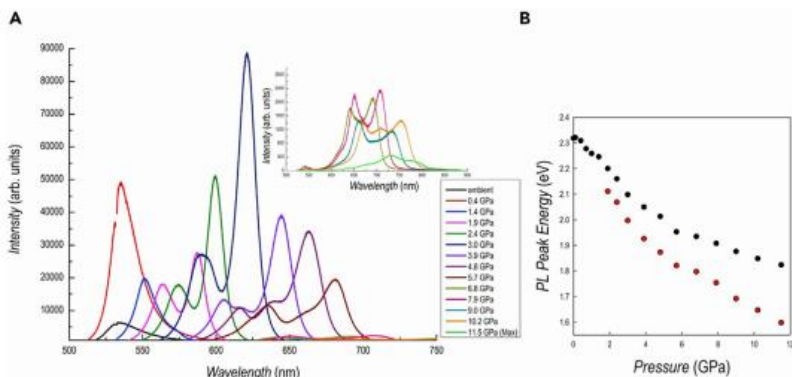 A
B
Intensity (arb. units)
90000
80000
70000
60000
50000
40000
30000
20000
10000
500
550
600
650
700
750
Wavelength (nm)
Intensity (arb. units)
Wavelength (nm)
ambient
0.4 GPa
1.4 GPa
1.9 GPa
2.4 GPa
3.0 GPa
3.9 GPa
4.8 GPa
5.7 GPa
6.8 GPa
7.9 GPa
9.0 GPa
10.2 GPa
11.5 GPa (Max)
PL Peak Energy (eV)
2.4
2.3
2.2
2.1
2.0
1.9
1.8
1.7
1.6
0
2
4
6
8
10
12
Pressure (GPa)